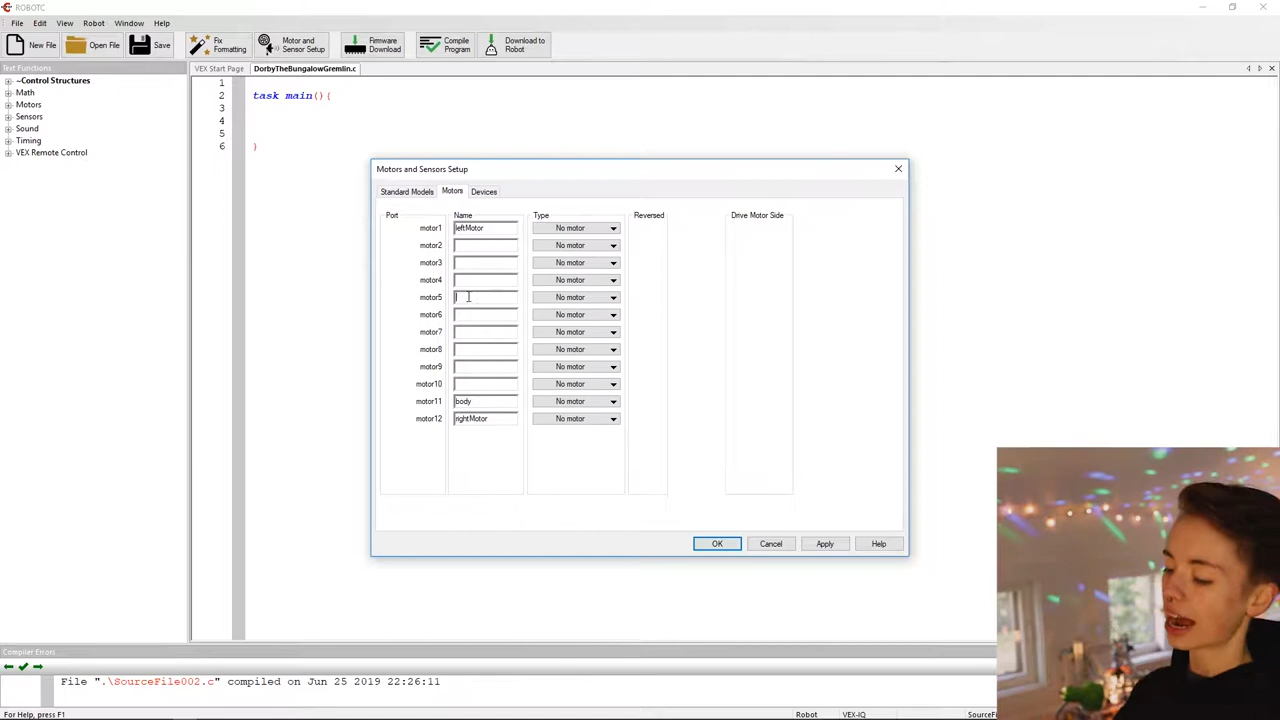 ROBOTC
File Edit View Robot Window Help
New File Open File Save Fix Formatting Motor and Sensor Setup Firmware Download Compile Program Download to Robot
Text Functions
VEX Start Page DorbyTheBungalowGremlin.c
~Control Structures
Math
Motors
Sensors
Sound
Timing
VEX Remote Control
1
2 task main(){
3
4
5
6 }
Motors and Sensors Setup
Standard Models Motors Devices
Port Name Type Reversed Drive Motor Side
motor1 leftMotor No motor
motor2 No motor
motor3 No motor
motor4 No motor
motor5 No motor
motor6 No motor
motor7 No motor
motor8 No motor
motor9 No motor
motor10 No motor
motor11 body No motor
motor12 rightMotor No motor
OK Cancel Apply Help
Compiler Errors
File ".\SourceFile002.c" compiled on Jun 25 2019 22:26:11
For Help, press F1 Robot VEX-IQ SourceFi